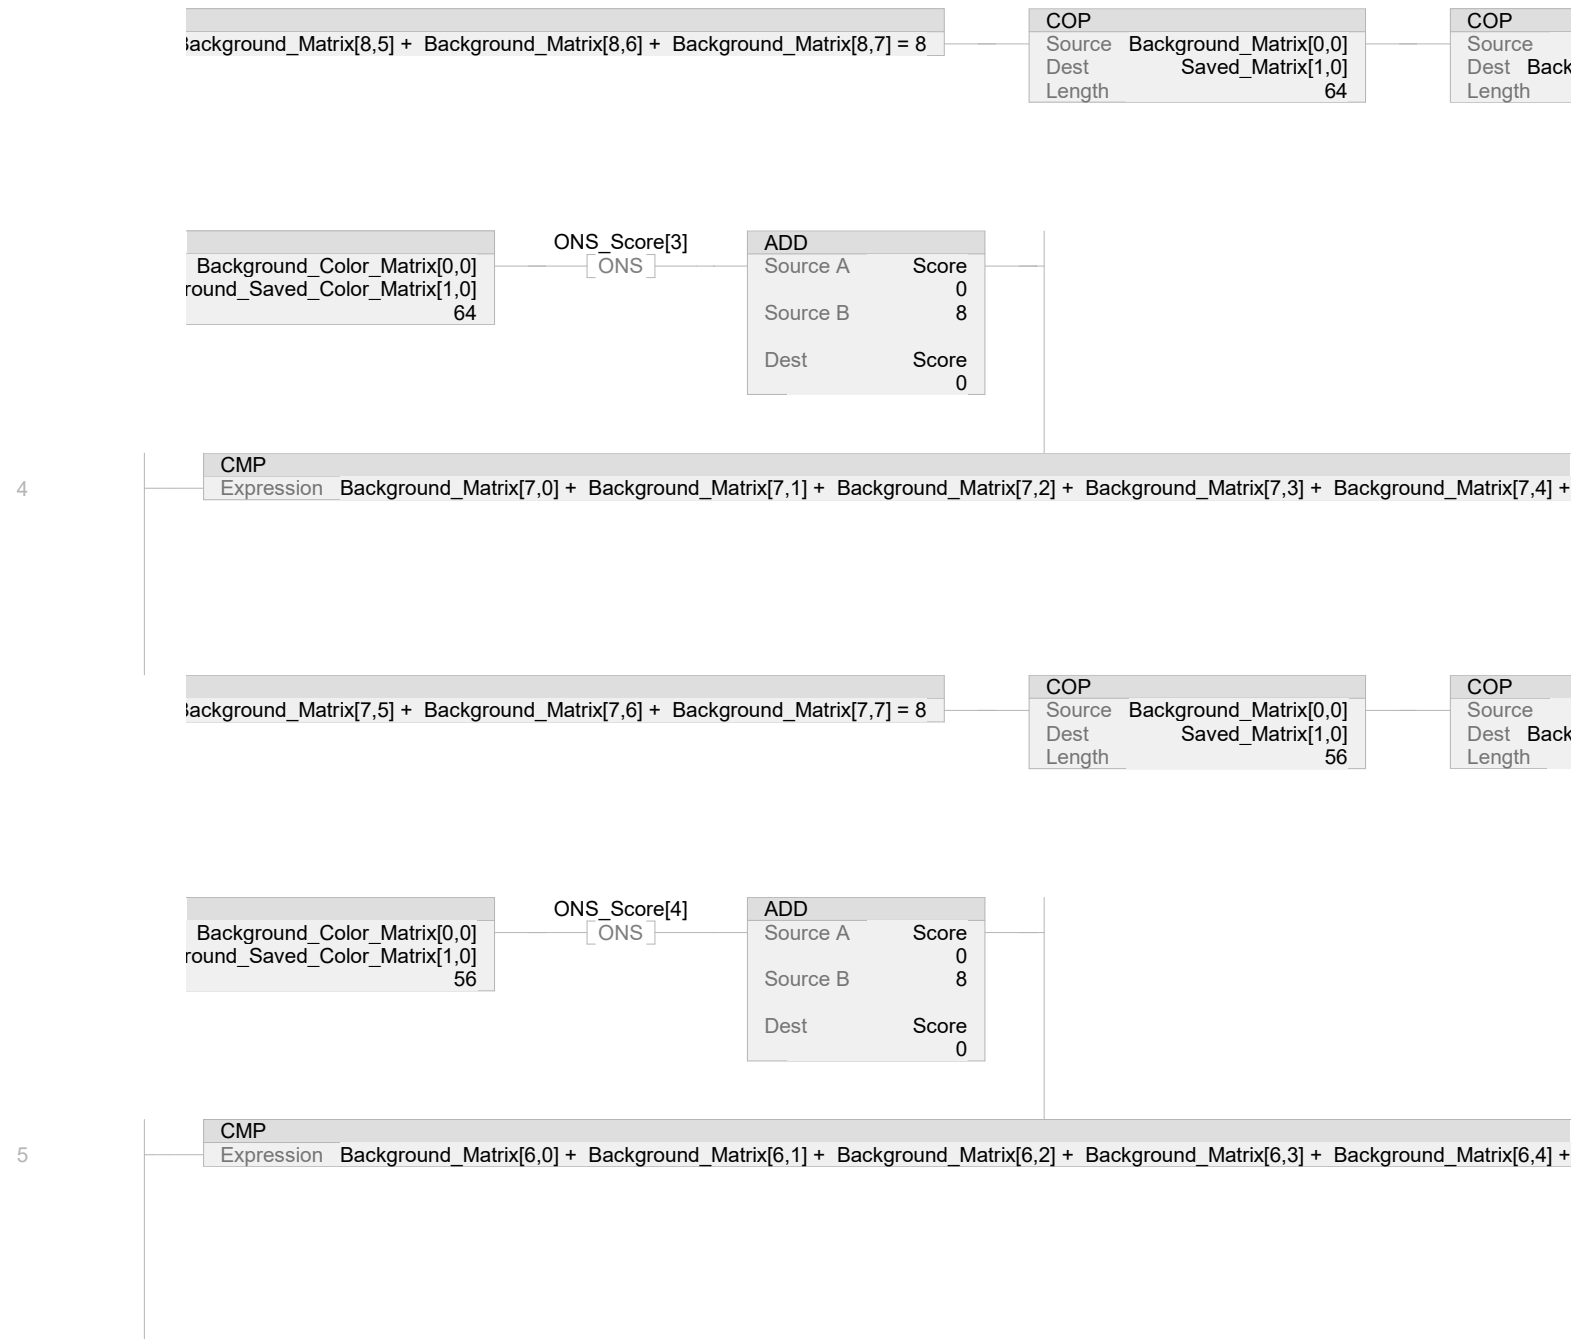 COP COP
Background_Matrix[8,5] + Background_Matrix[8,6] + Background_Matrix[8,7] = 8 Source Background_Matrix[0,0] Source
Dest Saved_Matrix[1,0] Dest Back
Length 64 Length
ONS_Score[3] ADD
Background_Color_Matrix[0,0] ONS Source A Score
round_Saved_Color_Matrix[1,0] 0
64 Source B 8
Dest Score
0
CMP
4 Expression Background_Matrix[7,0] + Background_Matrix[7,1] + Background_Matrix[7,2] + Background_Matrix[7,3] + Background_Matrix[7,4] +
COP COP
Background_Matrix[7,5] + Background_Matrix[7,6] + Background_Matrix[7,7] = 8 Source Background_Matrix[0,0] Source
Dest Saved_Matrix[1,0] Dest Back
Length 56 Length
ONS_Score[4] ADD
Background_Color_Matrix[0,0] ONS Source A Score
round_Saved_Color_Matrix[1,0] 0
56 Source B 8
Dest Score
0
CMP
5 Expression Background_Matrix[6,0] + Background_Matrix[6,1] + Background_Matrix[6,2] + Background_Matrix[6,3] + Background_Matrix[6,4] +